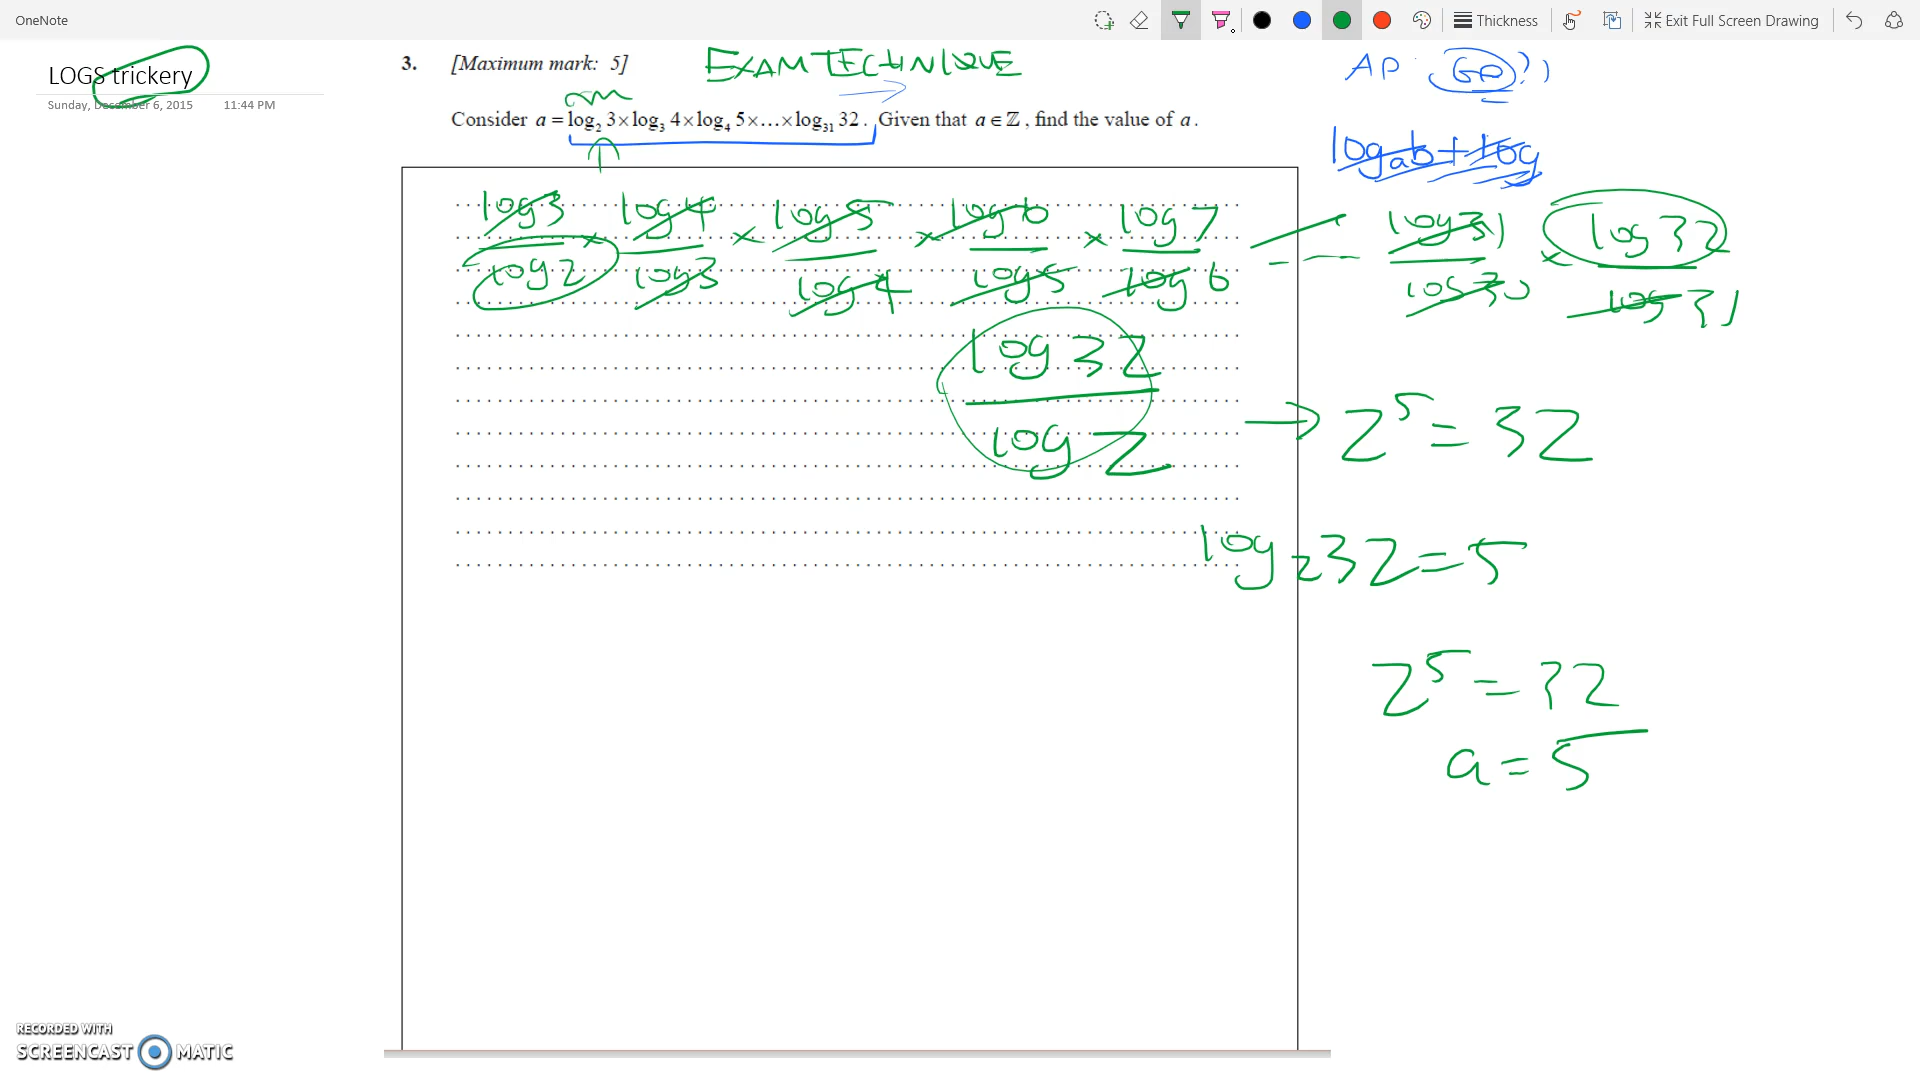 OneNote
Thickness
Exit Full Screen Drawing
LOGS trickery
Sunday, December 6, 2015 11:44 PM
3. [Maximum mark: 5] EXAM TECHNIQUE
AP GP?
Consider a = log₂ 3 × log₃ 4 × log₄ 5 × … × log₃₁ 32 . Given that a ∈ ℤ , find the value of a .
log_a b + log
log 3 × log 4 × log 5 × log 6 × log 7 ---- log 31 × log 32
log 2 log 3 log 4 log 5 log 6 log 30 log 31
log 32
log 2
→ 2⁵ = 32
log₂ 32 = 5
2⁵ = 32
a = 5
RECORDED WITH
SCREENCAST MATIC